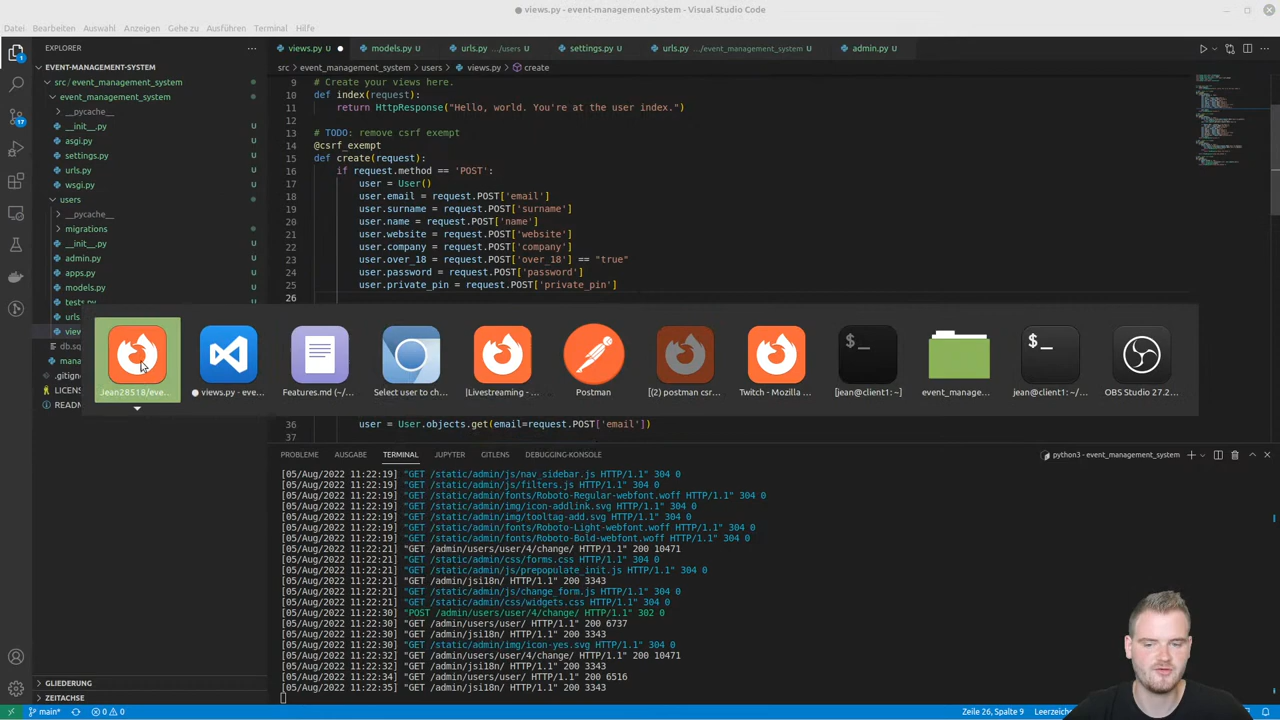 ● views.py - event-management-system - Visual Studio Code
Datei Bearbeiten Auswahl Anzeigen Gehe zu Ausführen Terminal Hilfe
EXPLORER ···
views.py ●
models.py U
urls.py .../users U
settings.py U
urls.py .../event_management_system U
admin.py U
src > event_management_system > users > views.py > create
EVENT-MANAGEMENT-SYSTEM
src / event_management_system
event_management_system
__pycache__
__init__.py U
asgi.py U
settings.py U
urls.py U
wsgi.py U
users
__pycache__
migrations
__init__.py U
admin.py U
apps.py U
models.py U
tests.py U
urls
view
db.sq
mana
.gitign
LICENS
READM
9 # Create your views here.
10 def index(request):
11 return HttpResponse("Hello, world. You're at the user index.")
12
13 # TODO: remove csrf exempt
14 @csrf_exempt
15 def create(request):
16 if request.method == 'POST':
17 user = User()
18 user.email = request.POST['email']
19 user.surname = request.POST['surname']
20 user.name = request.POST['name']
21 user.website = request.POST['website']
22 user.company = request.POST['company']
23 user.over_18 = request.POST['over_18'] == "true"
24 user.password = request.POST['password']
25 user.private_pin = request.POST['private_pin']
26
Jean28518/eve...
● views.py - eve...
Features.md (~/...
Select user to ch...
|Livestreaming - ...
Postman
[(2) postman csr...
Twitch - Mozilla ...
[jean@client1: ~]
event_manage...
jean@client1: ~/...
OBS Studio 27.2...
36 user = User.objects.get(email=request.POST['email'])
37
PROBLEME AUSGABE TERMINAL JUPYTER GITLENS DEBUGGING-KONSOLE
python3 - event_management_system
[05/Aug/2022 11:22:19] "GET /static/admin/js/nav_sidebar.js HTTP/1.1" 304 0
[05/Aug/2022 11:22:19] "GET /static/admin/js/filters.js HTTP/1.1" 304 0
[05/Aug/2022 11:22:19] "GET /static/admin/fonts/Roboto-Regular-webfont.woff HTTP/1.1" 304 0
[05/Aug/2022 11:22:19] "GET /static/admin/img/icon-addlink.svg HTTP/1.1" 304 0
[05/Aug/2022 11:22:19] "GET /static/admin/img/tooltag-add.svg HTTP/1.1" 304 0
[05/Aug/2022 11:22:19] "GET /static/admin/fonts/Roboto-Light-webfont.woff HTTP/1.1" 304 0
[05/Aug/2022 11:22:19] "GET /static/admin/fonts/Roboto-Bold-webfont.woff HTTP/1.1" 304 0
[05/Aug/2022 11:22:21] "GET /admin/users/user/4/change/ HTTP/1.1" 200 10471
[05/Aug/2022 11:22:21] "GET /static/admin/css/forms.css HTTP/1.1" 304 0
[05/Aug/2022 11:22:21] "GET /static/admin/js/prepopulate_init.js HTTP/1.1" 304 0
[05/Aug/2022 11:22:21] "GET /admin/jsi18n/ HTTP/1.1" 200 3343
[05/Aug/2022 11:22:21] "GET /static/admin/js/change_form.js HTTP/1.1" 304 0
[05/Aug/2022 11:22:21] "GET /static/admin/css/widgets.css HTTP/1.1" 304 0
[05/Aug/2022 11:22:30] "POST /admin/users/user/4/change/ HTTP/1.1" 302 0
[05/Aug/2022 11:22:30] "GET /admin/users/user/ HTTP/1.1" 200 6737
[05/Aug/2022 11:22:30] "GET /admin/jsi18n/ HTTP/1.1" 200 3343
[05/Aug/2022 11:22:30] "GET /static/admin/img/icon-yes.svg HTTP/1.1" 304 0
[05/Aug/2022 11:22:32] "GET /admin/users/user/4/change/ HTTP/1.1" 200 10471
[05/Aug/2022 11:22:32] "GET /admin/jsi18n/ HTTP/1.1" 200 3343
[05/Aug/2022 11:22:34] "GET /admin/users/user/ HTTP/1.1" 200 6516
[05/Aug/2022 11:22:35] "GET /admin/jsi18n/ HTTP/1.1" 200 3343
GLIEDERUNG
ZEITACHSE
main* 0 0 Zeile 26, Spalte 9 Leerzeiche